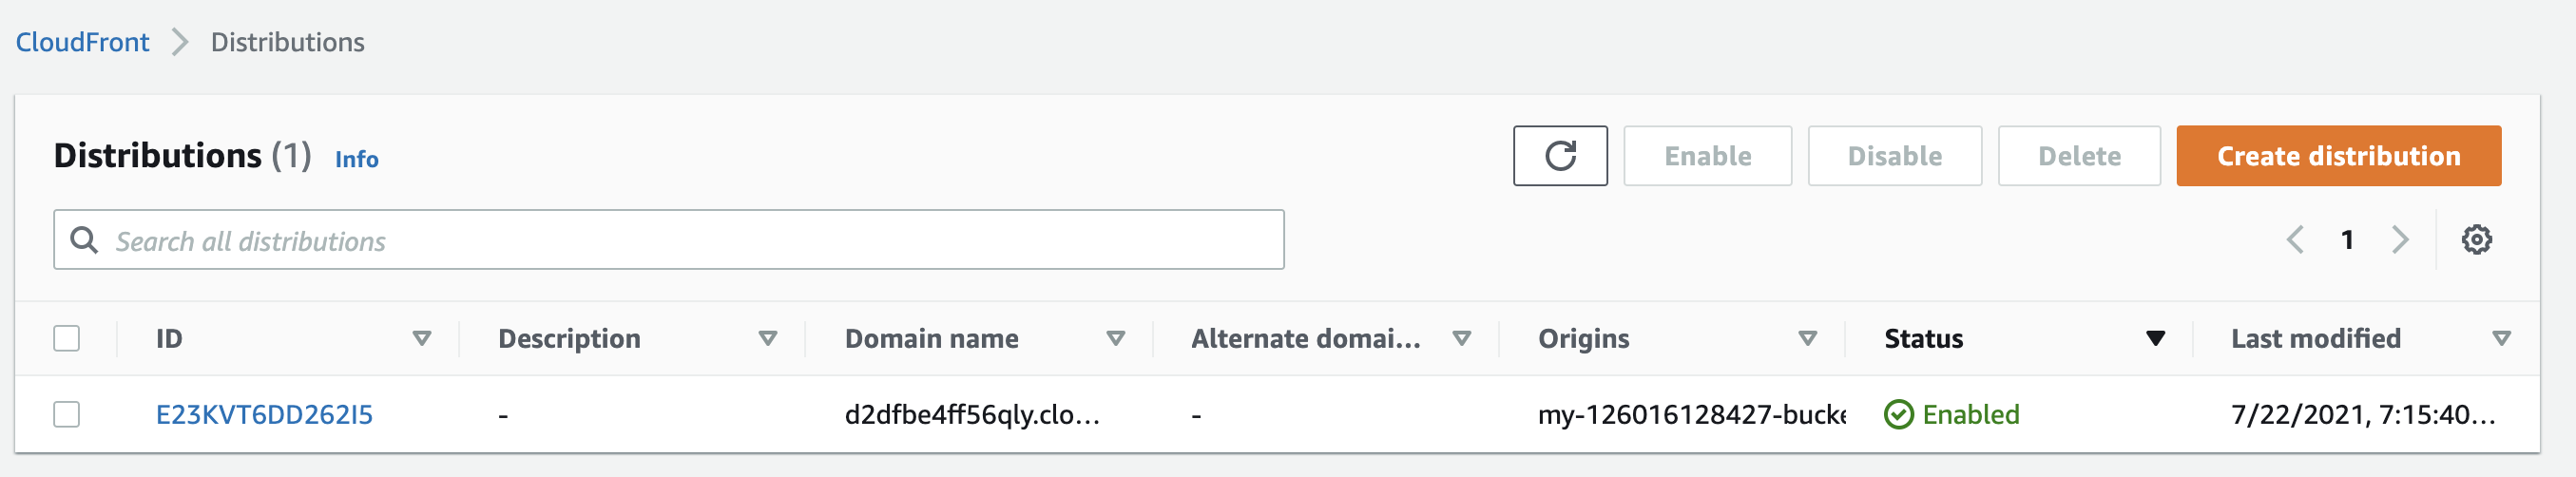 CloudFront > Distributions
Distributions (1) Info
Enable Disable Delete Create distribution
Search all distributions
1
ID Description Domain name Alternate domai... Origins Status Last modified
E23KVT6DD262I5 - d2dfbe4ff56qly.clo... - my-126016128427-bucke Enabled 7/22/2021, 7:15:40...